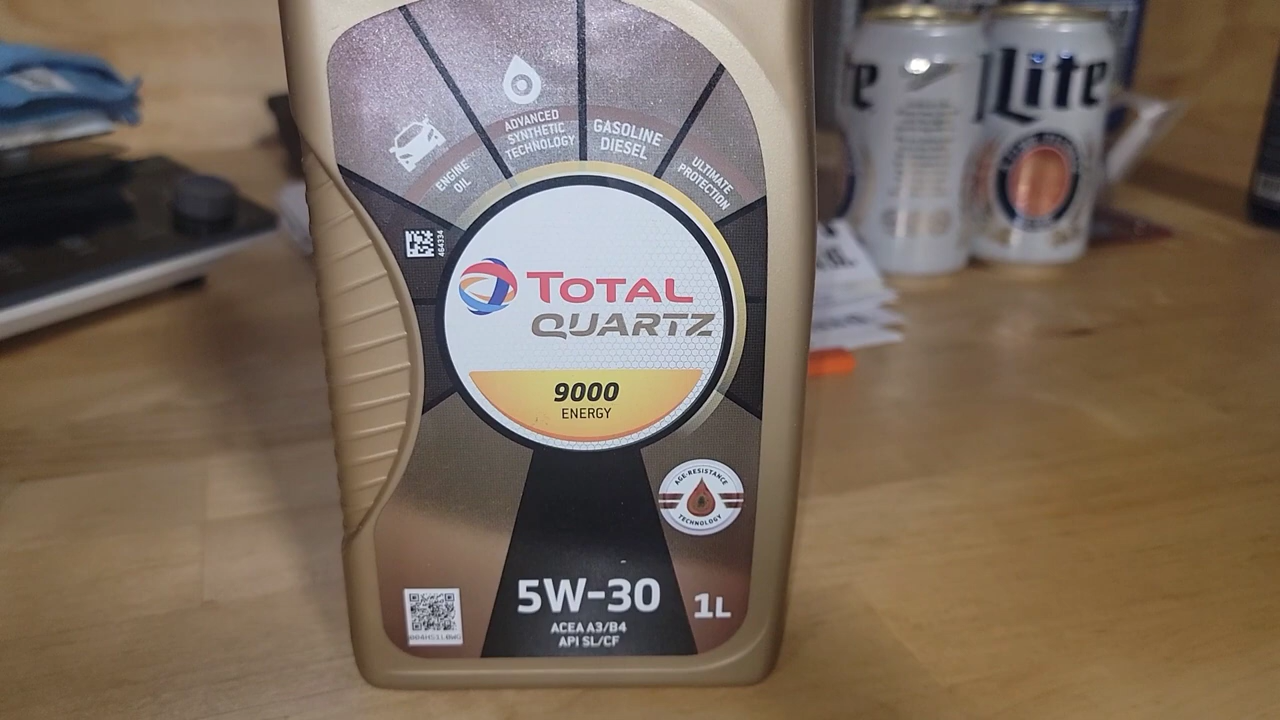 ENGINE
OIL
ADVANCED
SYNTHETIC
TECHNOLOGY
GASOLINE
DIESEL
ULTIMATE
PROTECTION
464334
TOTAL
QUARTZ
9000
ENERGY
AGE-RESISTANCE
TECHNOLOGY
5W-30
1L
ACEA A3/B4
API SL/CF
Lite